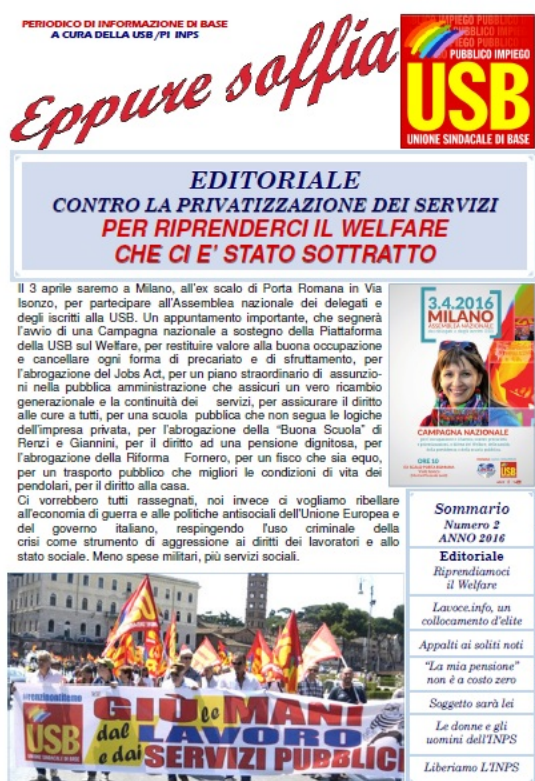 PERIODICO DI INFORMAZIONE DI BASE
A CURA DELLA USB /PI INPS
Eppure soffia
PUBBLICO IMPIEGO
USB
UNIONE SINDACALE DI BASE
EDITORIALE
CONTRO LA PRIVATIZZAZIONE DEI SERVIZI
PER RIPRENDERCI IL WELFARE
CHE CI E' STATO SOTTRATTO
Il 3 aprile saremo a Milano, all'ex scalo di Porta Romana in Via
Isonzo, per partecipare all'Assemblea nazionale dei delegati e
degli iscritti alla USB. Un appuntamento importante, che segnerà
l'avvio di una Campagna nazionale a sostegno della Piattaforma
della USB sul Welfare, per restituire valore alla buona occupazione
e cancellare ogni forma di precariato e di sfruttamento, per
l'abrogazione del Jobs Act, per un piano straordinario di assunzio-
ni nella pubblica amministrazione che assicuri un vero ricambio
generazionale e la continuità dei servizi, per assicurare il diritto
alle cure a tutti, per una scuola pubblica che non segua le logiche
dell'impresa privata, per l'abrogazione della "Buona Scuola" di
Renzi e Giannini, per il diritto ad una pensione dignitosa, per
l'abrogazione della Riforma Fornero, per un fisco che sia equo,
per un trasporto pubblico che migliori le condizioni di vita dei
pendolari, per il diritto alla casa.
Ci vorrebbero tutti rassegnati, noi invece ci vogliamo ribellare
all'economia di guerra e alle politiche antisociali dell'Unione Europea e
del governo italiano, respingendo l'uso criminale della
crisi come strumento di aggressione ai diritti dei lavoratori e allo
stato sociale. Meno spese militari, più servizi sociali.
3.4.2016
MILANO
ASSEMBLEA NAZIONALE
CAMPAGNA NAZIONALE
ORE 10
USB
Sommario
Numero 2
ANNO 2016
Editoriale
Riprendiamoci
il Welfare
Lavoce.info, un
collocamento d'elite
Appalti ai soliti noti
"La mia pensione"
non è a costo zero
Soggetto sarà lei
Le donne e gli
uomini dell'INPS
Liberiamo L'INPS
USB
GIÙ le MANI
dal LAVORO
e dai SERVIZI PUBBLICI